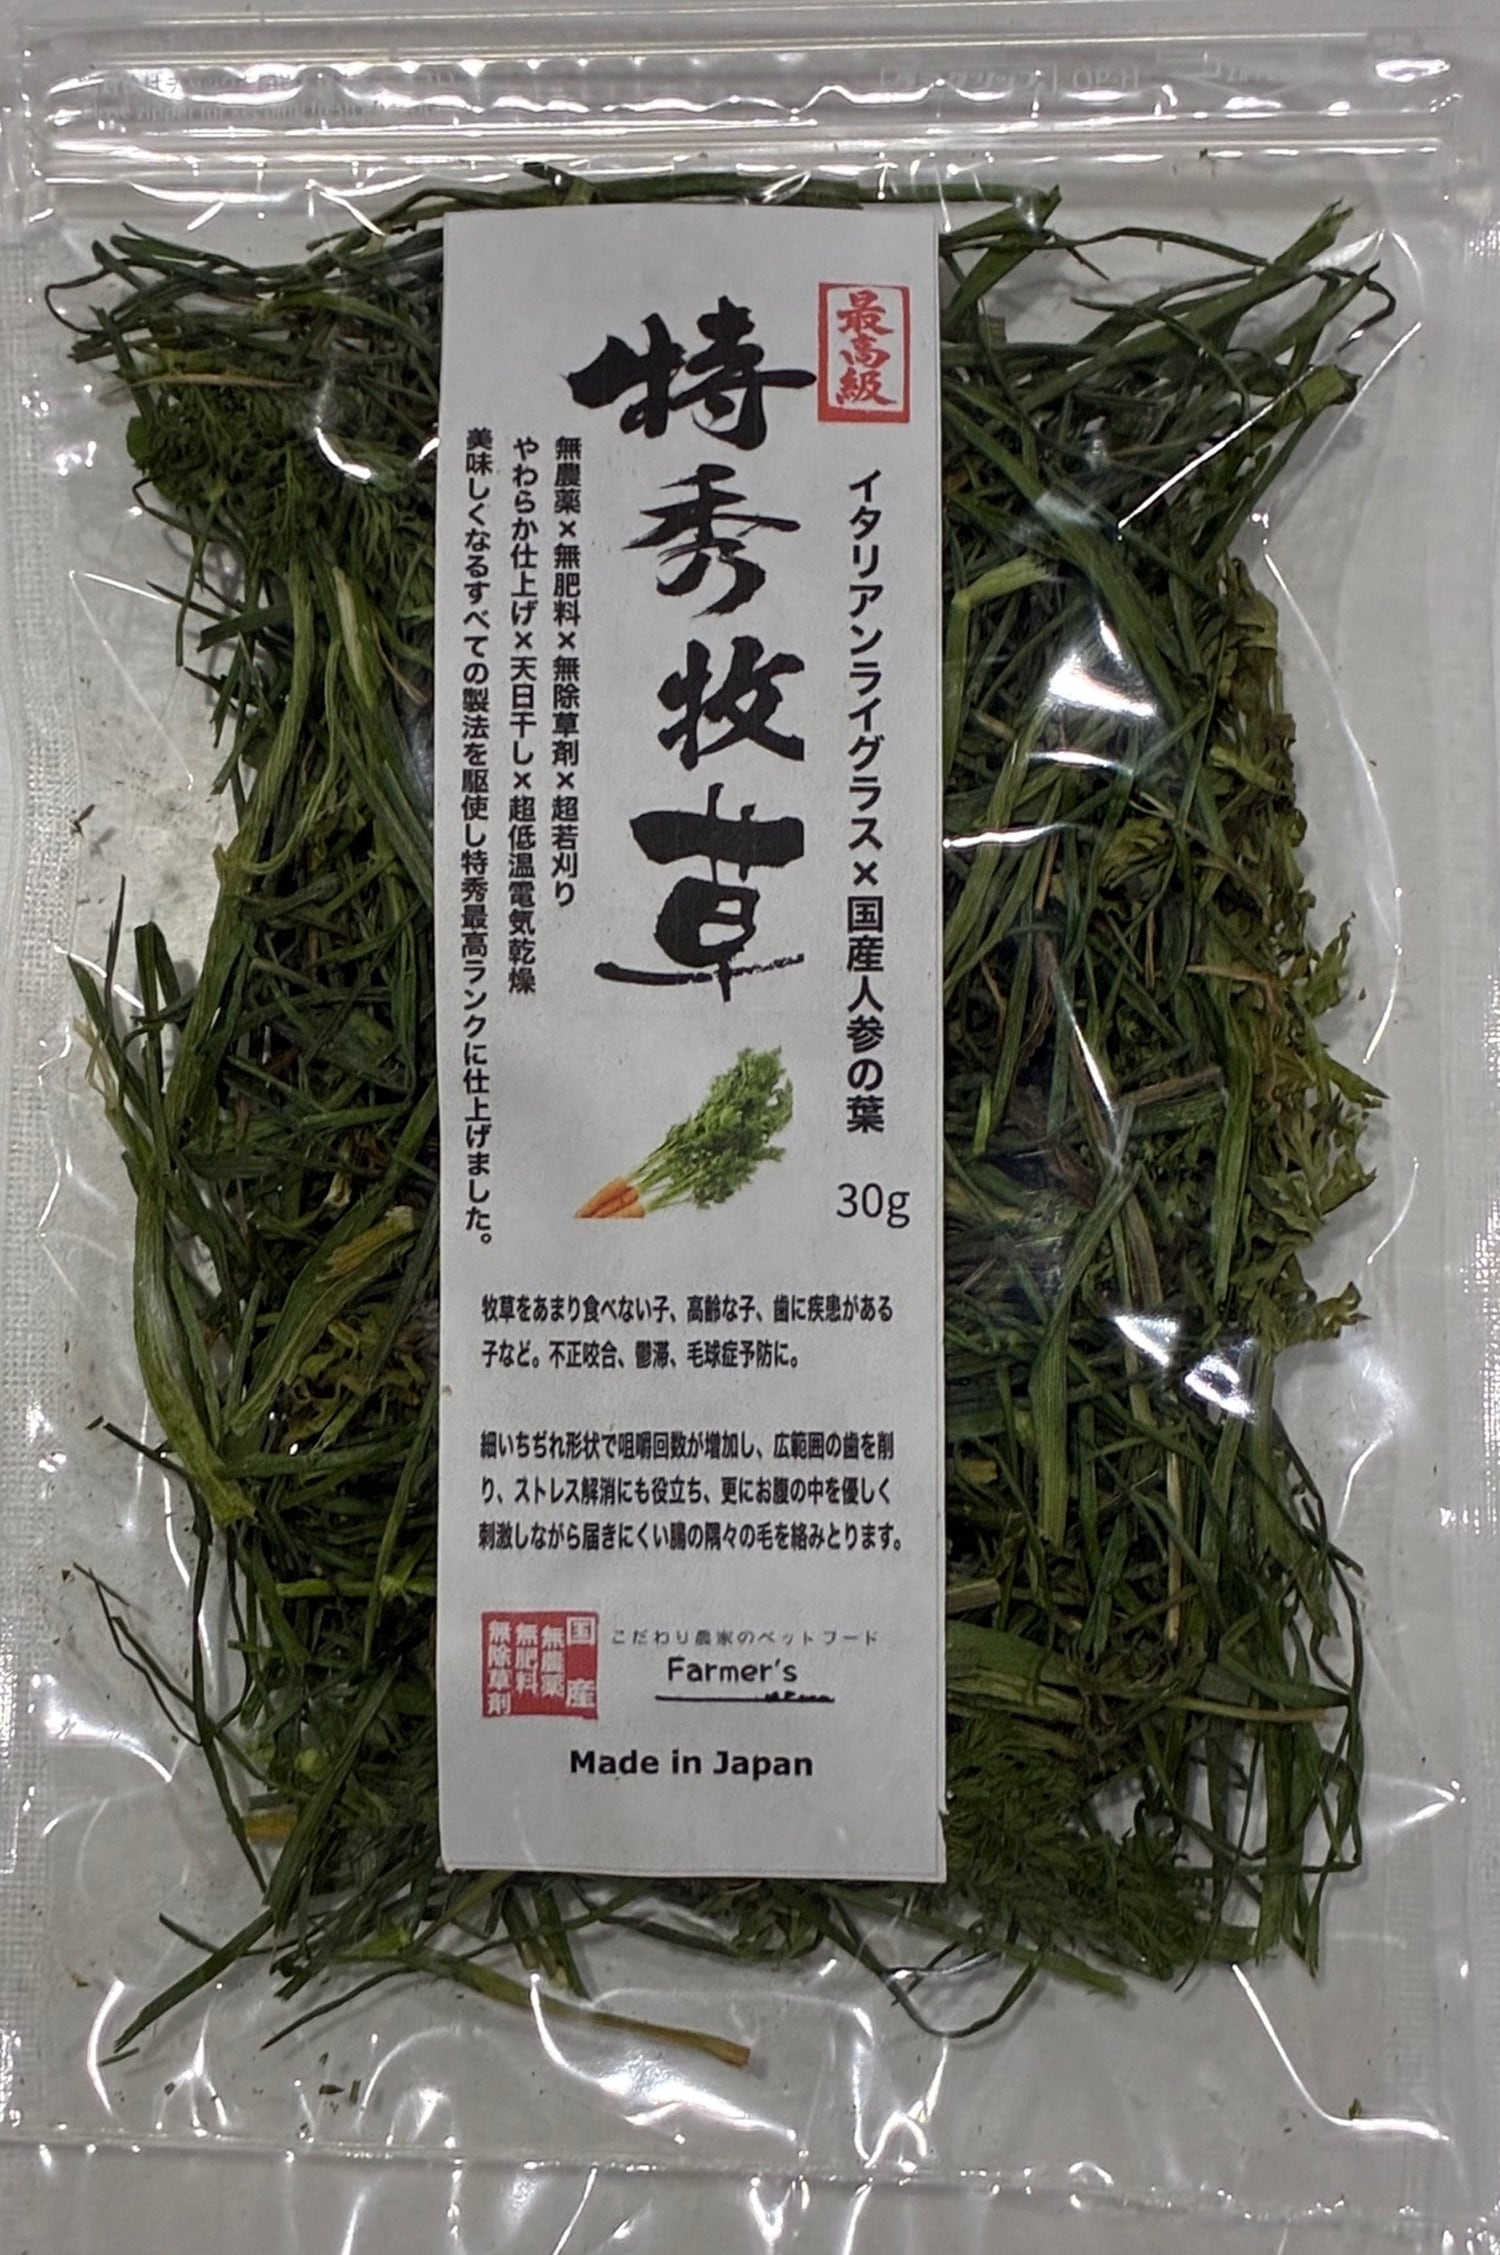 最高級
イタリアンライグラス×国産人参の葉
30g
特秀牧草
無農薬×無肥料×無除草剤×超若刈り
やわらか仕上げ×天日干し×超低温電気乾燥
美味しくなるすべての製法を駆使し特秀最高ランクに仕上げました。
牧草をあまり食べない子、高齢な子、歯に疾患がある
子など。不正咬合、鬱滞、毛球症予防に。
細いちぢれ形状で咀嚼回数が増加し、広範囲の歯を削
り、ストレス解消にも役立ち、更にお腹の中を優しく
刺激しながら届きにくい腸の隅々の毛を絡みとります。
国産
無農薬
無肥料
無除草剤
こだわり農家のペットフード
Farmer's
Made in Japan